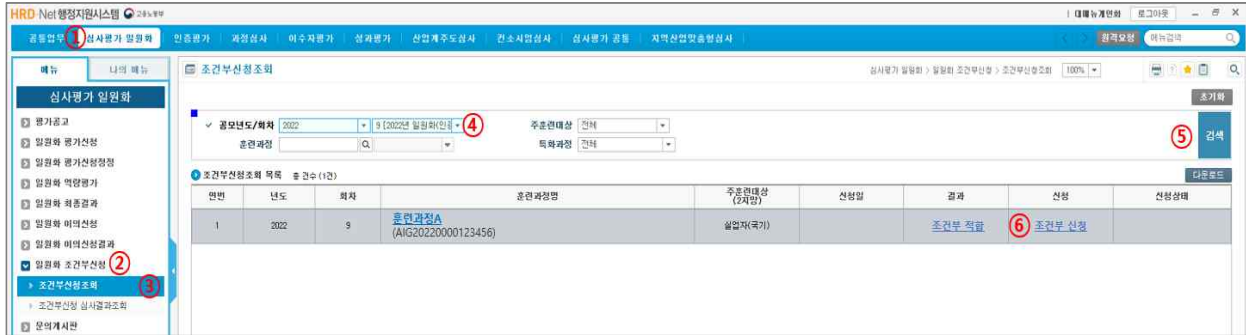 HRD-Net 행정지원시스템 고용노동부
대메뉴개인화 로그아웃
공통업무 ① 심사평가 일원화 인증평가 과정심사 이수자평가 성과평가 산업계주도심사 컨소시엄심사 심사평가 공통 지역산업맞춤형심사 원격요청 메뉴검색
메뉴 나의 메뉴
조건부신청조회
심사평가 일원화 > 일원화 조건부신청 > 조건부신청조회 100%
심사평가 일원화
초기화
평가공고
일원화 평가신청
일원화 평가신청정정
일원화 역량평가
일원화 최종결과
일원화 이의신청
일원화 이의신청결과
일원화 조건부신청 ②
조건부신청조회 ③
조건부신청 심사결과조회
문의게시판
공모년도/회차 2022 9 [2022년 일원화(인증 ④ 주훈련대상 전체
훈련과정 특화과정 전체
⑤ 검색
조건부신청조회 목록 총 건수 (1건)
다운로드
연번 년도 회차 훈련과정명 주훈련대상 (2지망) 신청일 결과 신청 신청상태
1 2022 9 훈련과정A 실업자(국기) 조건부 적합 ⑥ 조건부 신청
(AIG20220000123456)